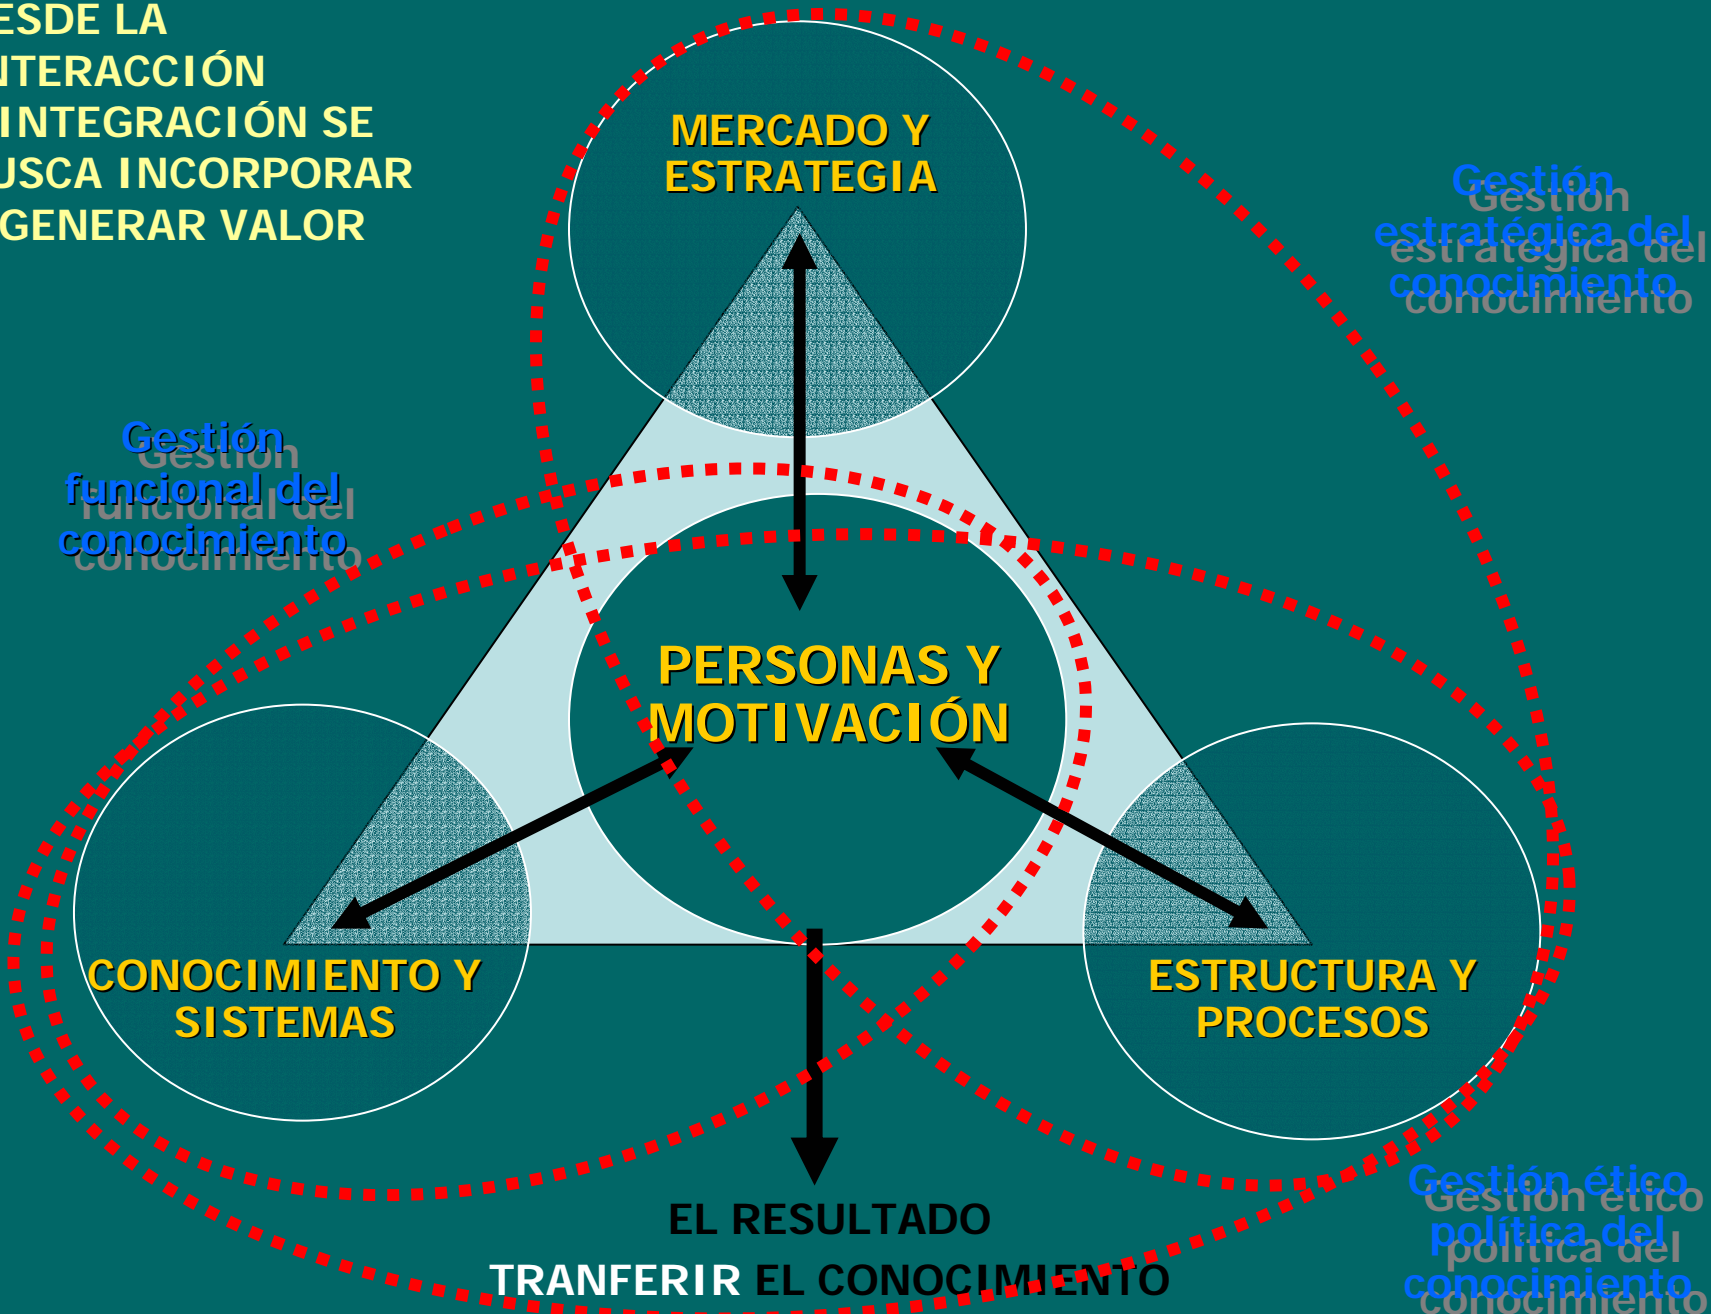 ESDE LA
NTERACCIÓN
INTEGRACIÓN SE
USCA INCORPORAR
GENERAR VALOR
MERCADO Y
ESTRATEGIA
Gestión
estratégica del
conocimiento
Gestión
funcional del
conocimiento
PERSONAS Y
MOTIVACIÓN
CONOCIMIENTO Y
SISTEMAS
ESTRUCTURA Y
PROCESOS
EL RESULTADO
TRANFERIR EL CONOCIMIENTO
Gestión ético
política del
conocimiento